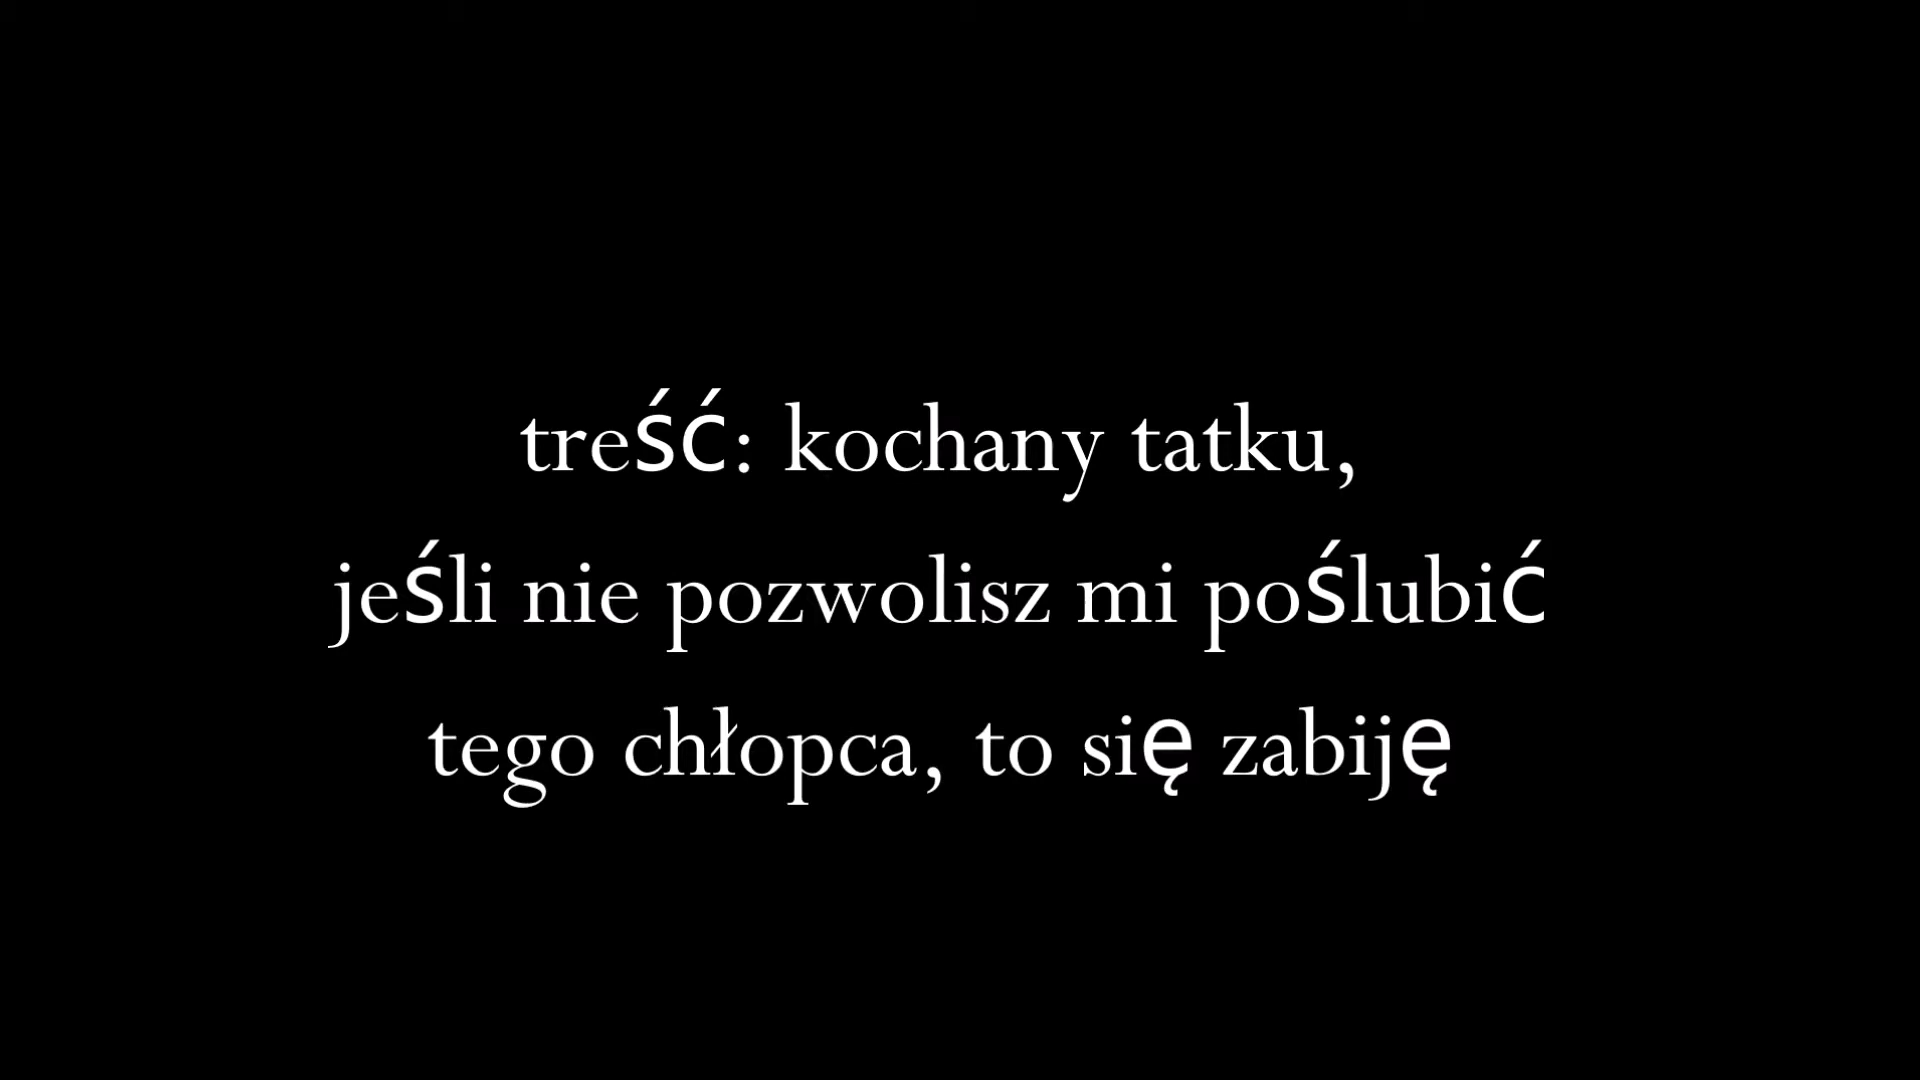 treść: kochany tatku,
jeśli nie pozwolisz mi poślubić
tego chłopca, to się zabiję